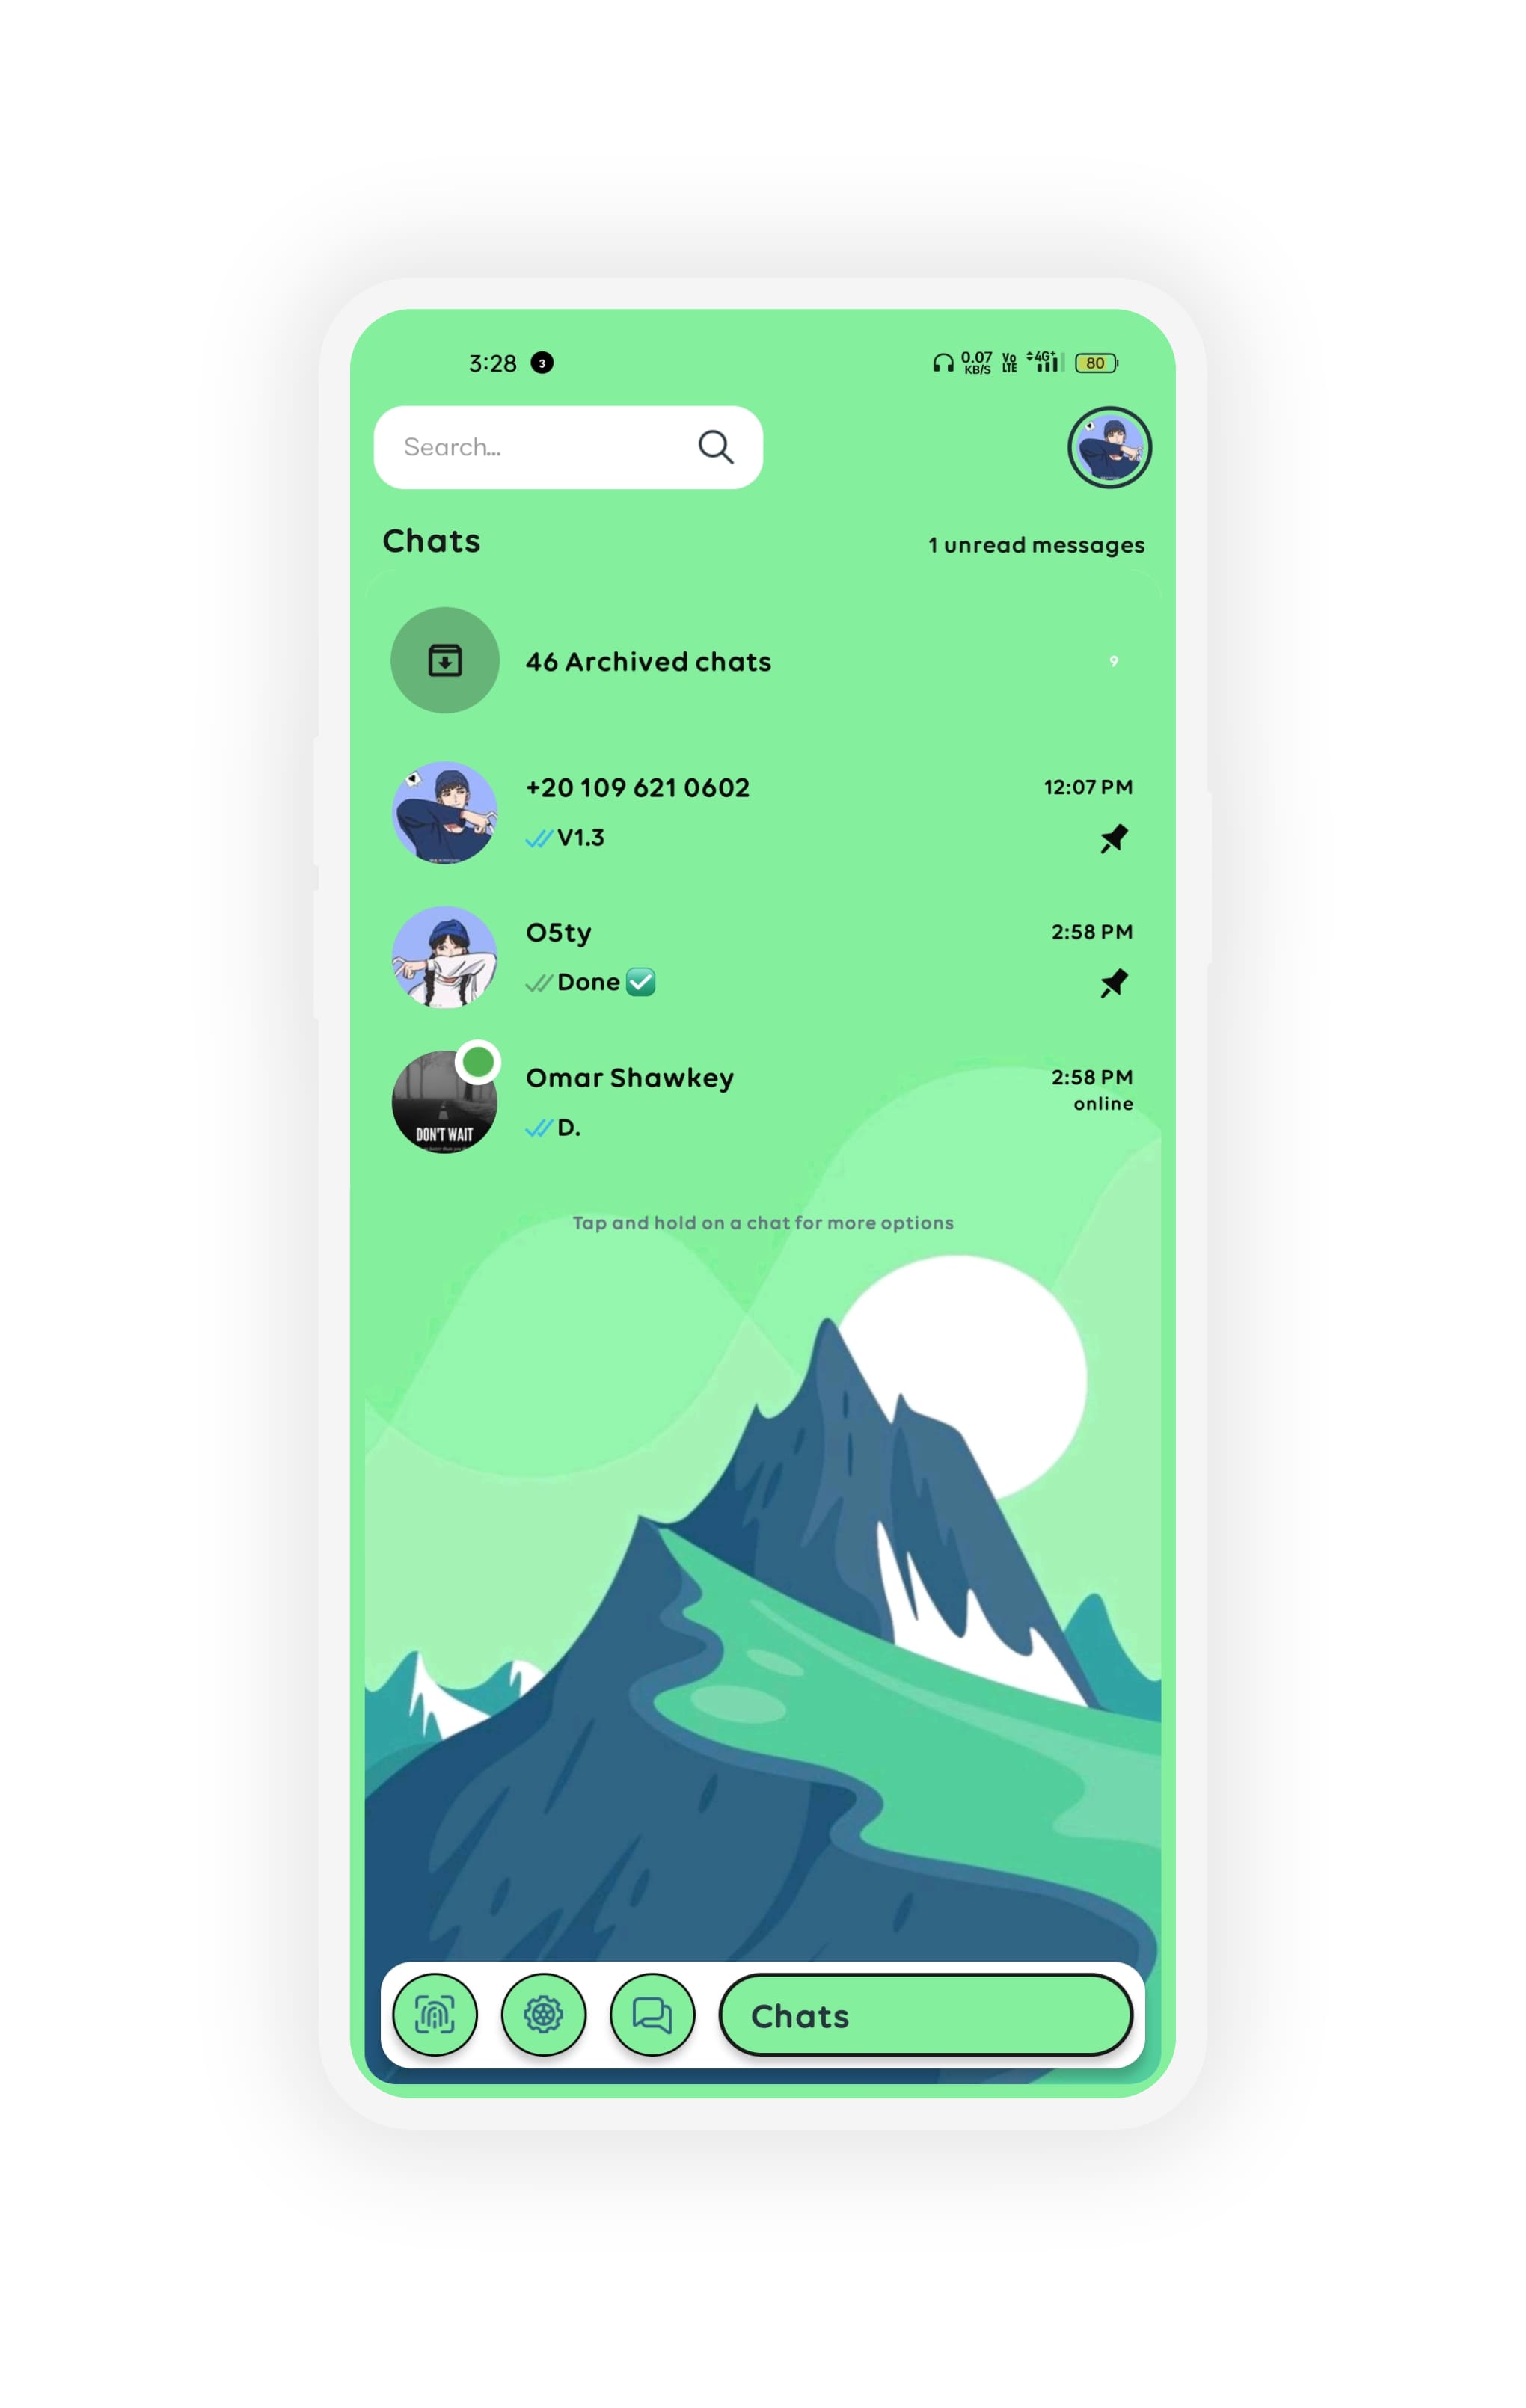 3:28 3
0.07 KB/S Vo LTE 4G+ 80
Search...
Chats
1 unread messages
46 Archived chats
9
+20 109 621 0602
12:07 PM
V1.3
O5ty
2:58 PM
Done ✅
Omar Shawkey
2:58 PM
online
DON'T WAIT
D.
Tap and hold on a chat for more options
Chats